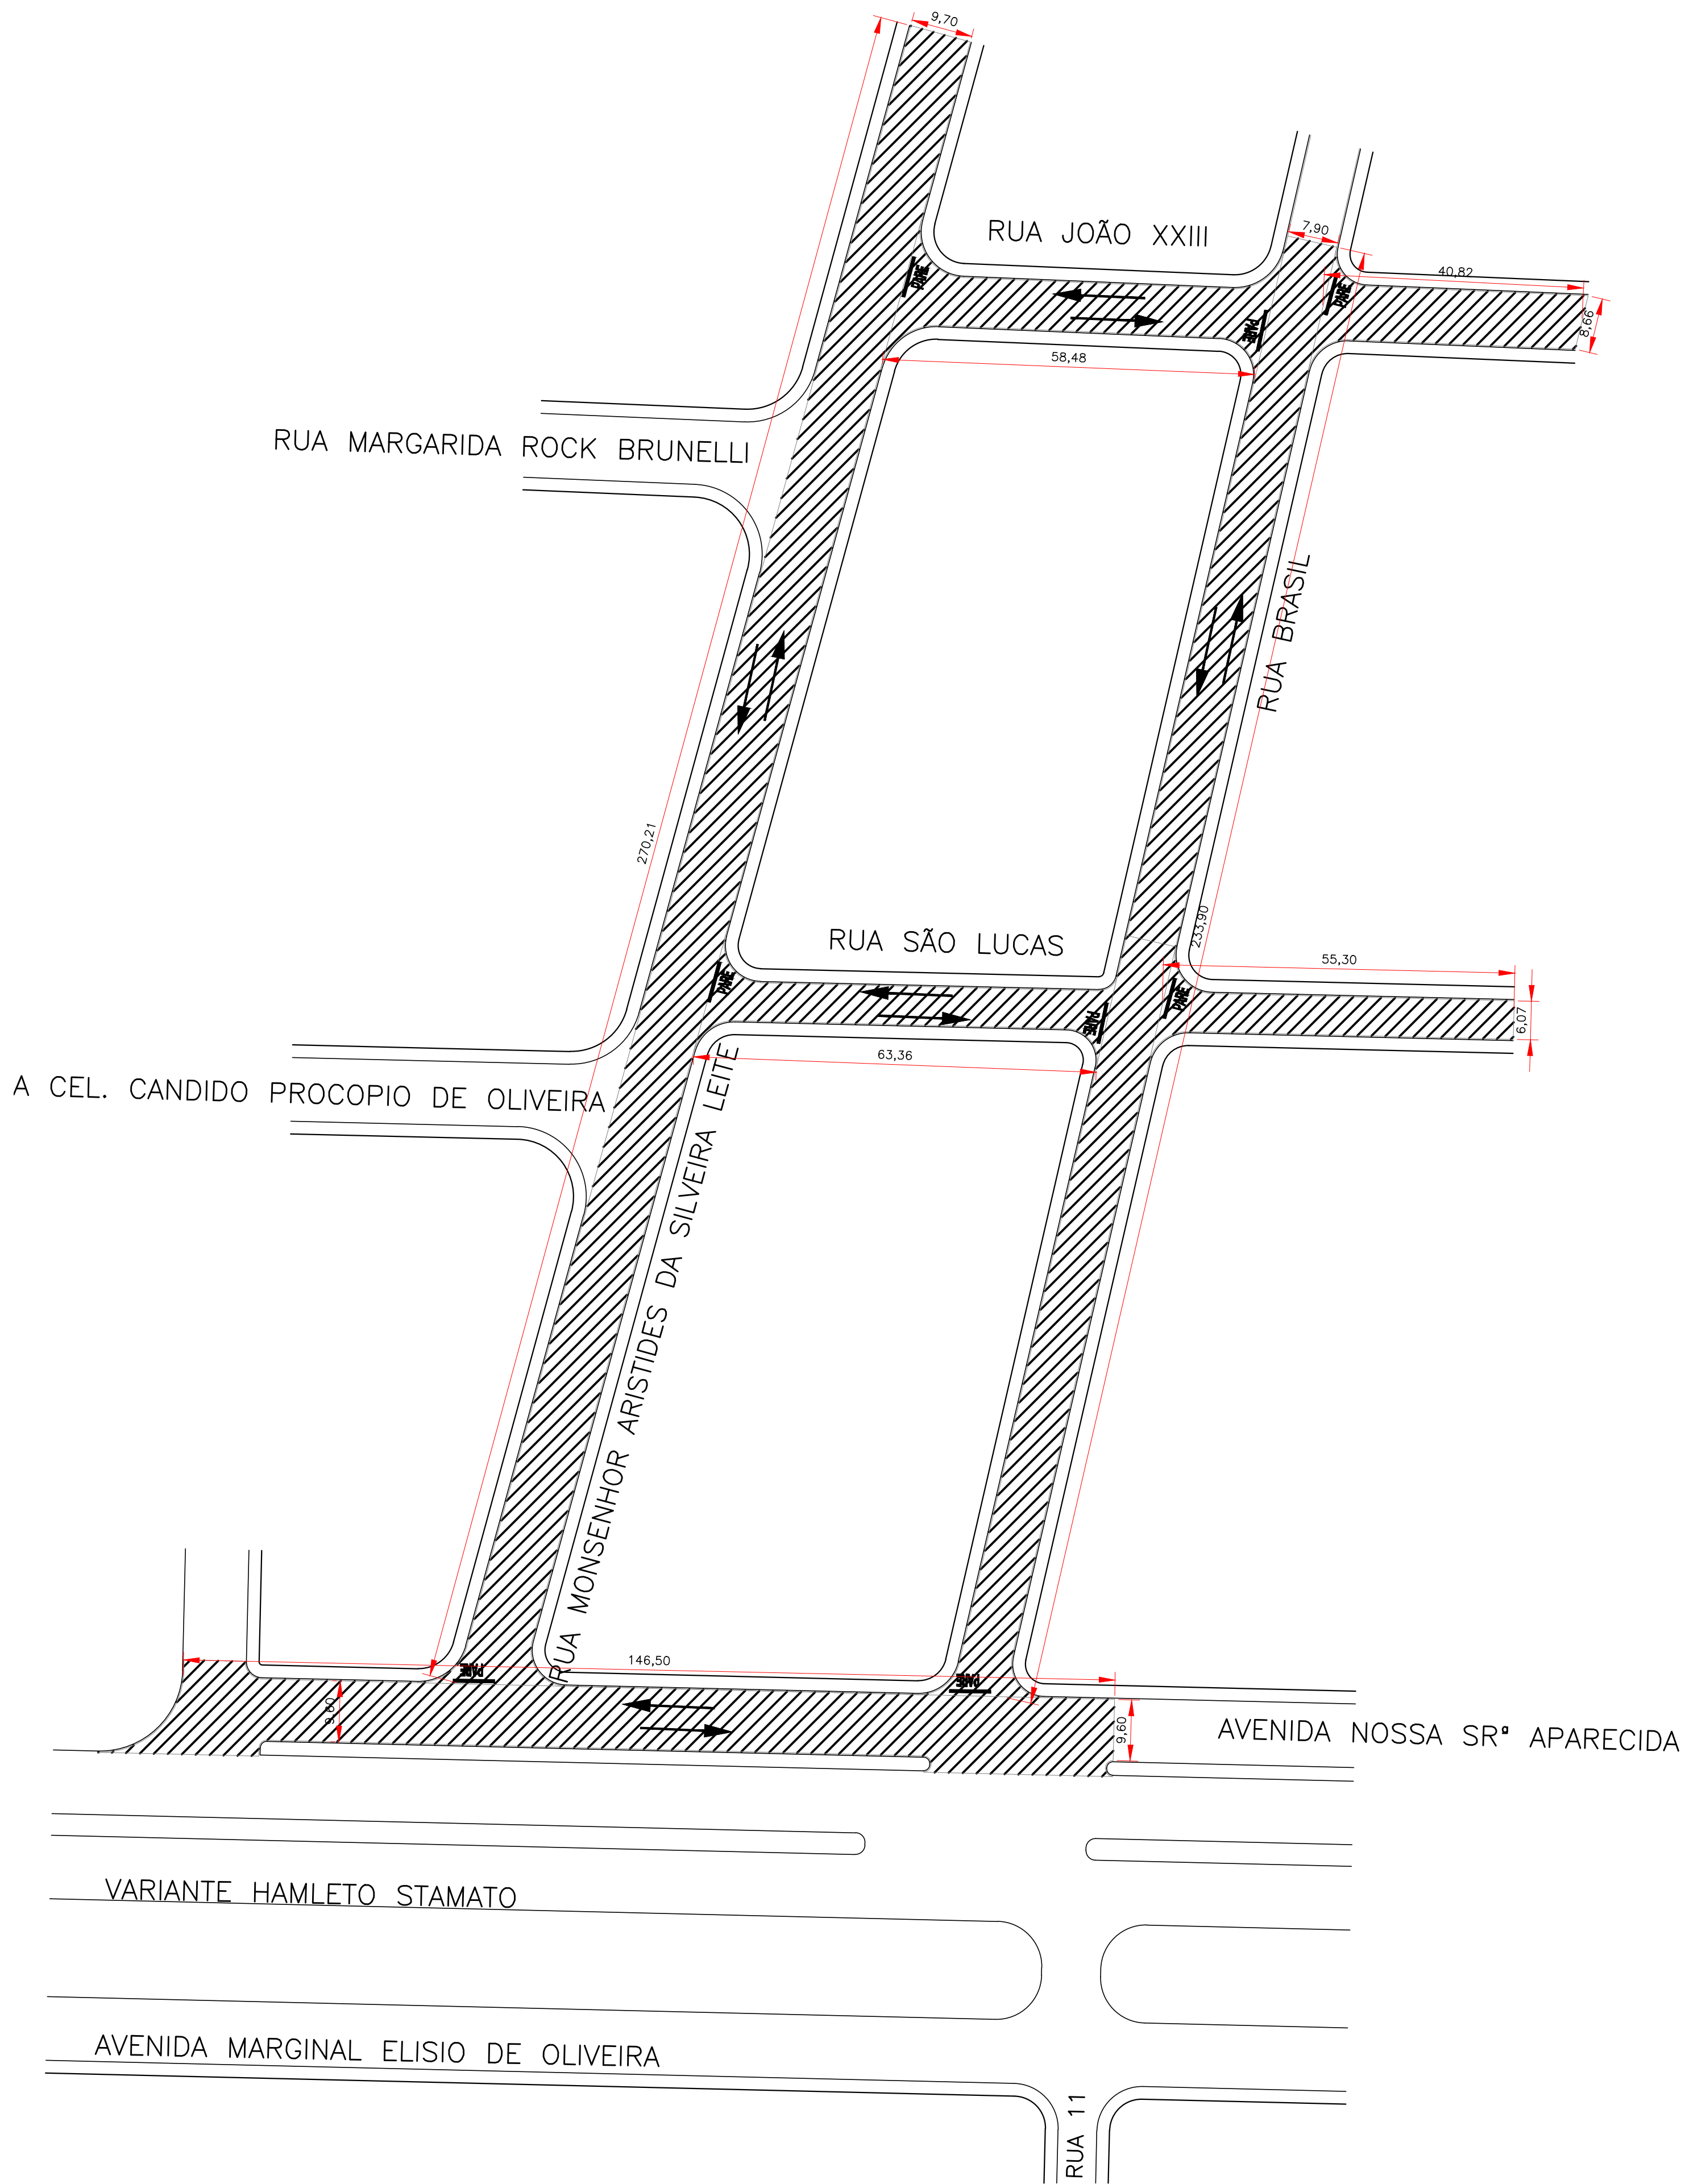 9,70
RUA JOÃO XXIII
7,90
40,82
PARE
PARE
PARE
8,66
58,48
RUA MARGARIDA ROCK BRUNELLI
RUA BRASIL
270,21
233,90
RUA SÃO LUCAS
55,30
PARE
PARE
PARE
6,07
63,36
A CEL. CANDIDO PROCOPIO DE OLIVEIRA
RUA MONSENHOR ARISTIDES DA SILVEIRA LEITE
146,50
PARE
PARE
9,60
9,60
AVENIDA NOSSA SRª APARECIDA
VARIANTE HAMLETO STAMATO
AVENIDA MARGINAL ELISIO DE OLIVEIRA
RUA 11